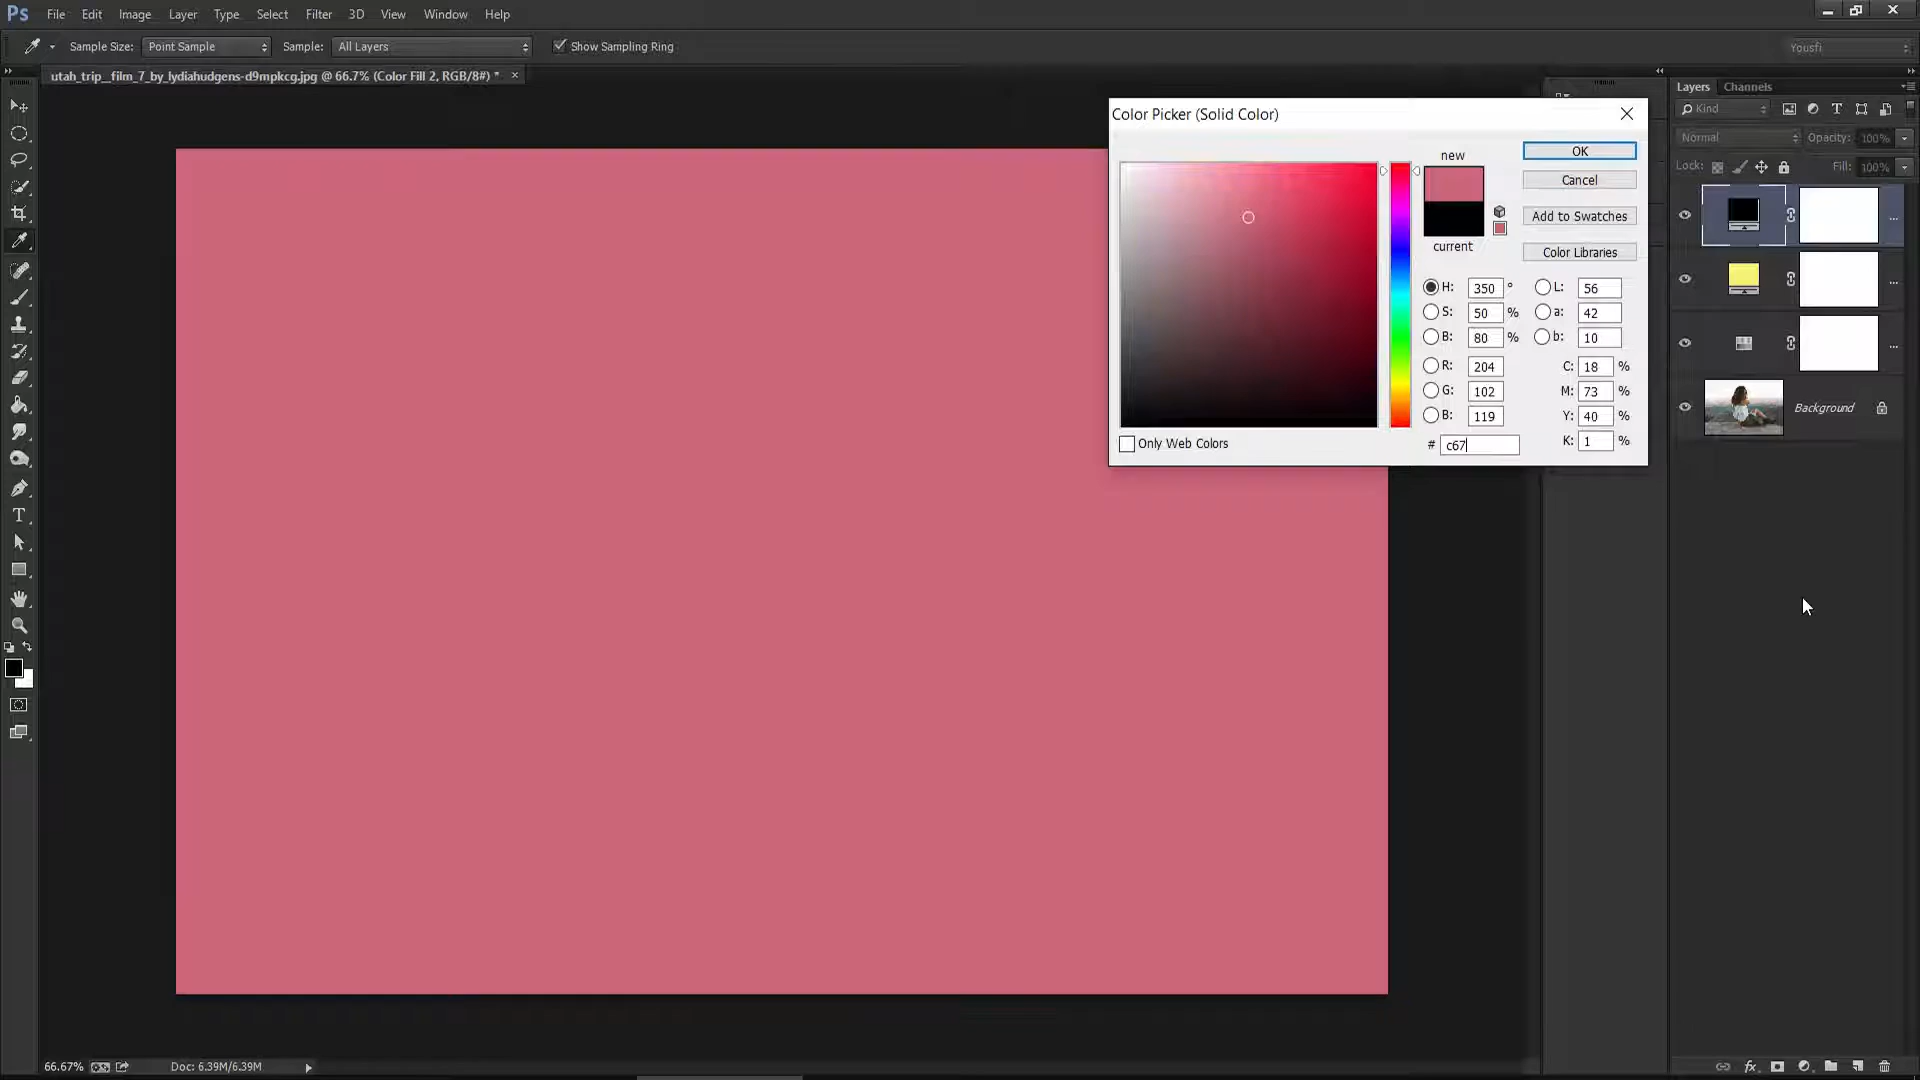 Ps File Edit Image Layer Type Select Filter 3D View Window Help
Sample Size: Point Sample Sample: All Layers Show Sampling Ring Yousfi
utah_trip__film_7_by_lydiahudgens-d9mpkcg.jpg @ 66.7% (Color Fill 2, RGB/8#) * ×
Layers Channels
Kind
Normal Opacity: 100%
Lock: Fill: 100%
Background
Color Picker (Solid Color)
new
current
OK
Cancel
Add to Swatches
Color Libraries
H: 350 ° L: 56
S: 50 % a: 42
B: 80 % b: 10
R: 204 C: 18 %
G: 102 M: 73 %
B: 119 Y: 40 %
# c67 K: 1 %
Only Web Colors
T
66.67% Doc: 6.39M/6.39M
fx